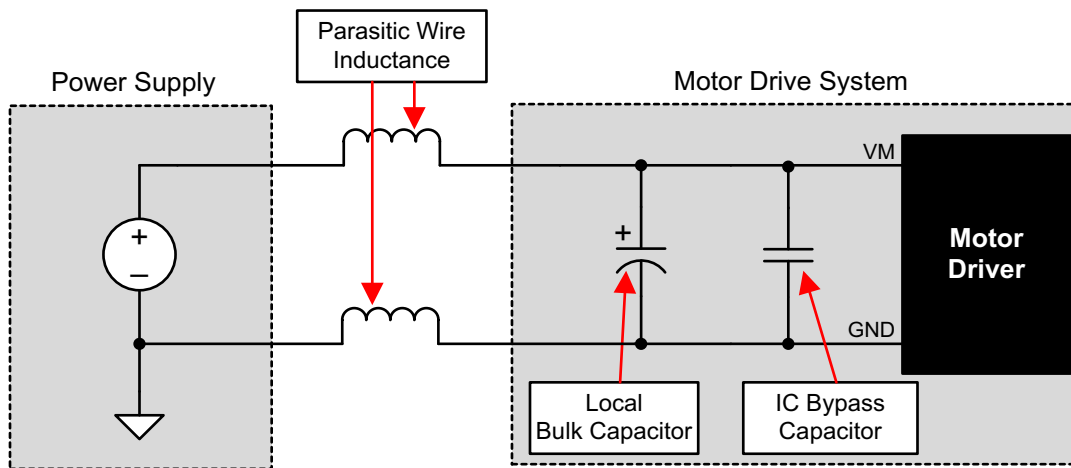 Parasitic Wire
Inductance
Power Supply
Motor Drive System
VM
+
+
–
Motor
Driver
GND
Local
Bulk Capacitor
IC Bypass
Capacitor